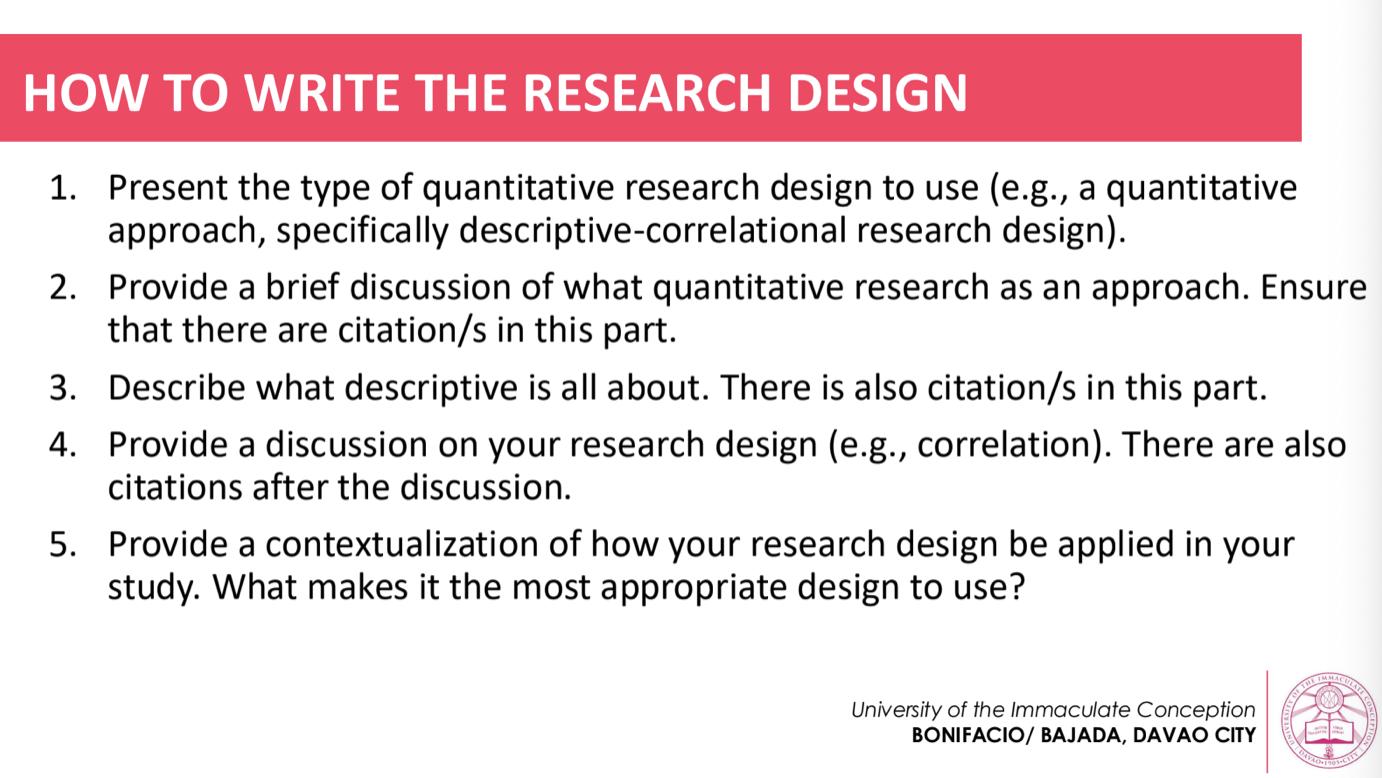 HOW TO WRITE THE RESEARCH DESIGN
1. Present the type of quantitative research design to use (e.g., a quantitative
approach, specifically descriptive-correlational research design).
2. Provide a brief discussion of what quantitative research as an approach. Ensure
that there are citation/s in this part.
3. Describe what descriptive is all about. There is also citation/s in this part.
4. Provide a discussion on your research design (e.g., correlation). There are also
citations after the discussion.
5. Provide a contextualization of how your research design be applied in your
study. What makes it the most appropriate design to use?
University of the Immaculate Conception
BONIFACIO/ BAJADA, DAVAO CITY
UNIVERSITY OF THE IMMACULATE CONCEPTION
DAVAO•1905•CITY